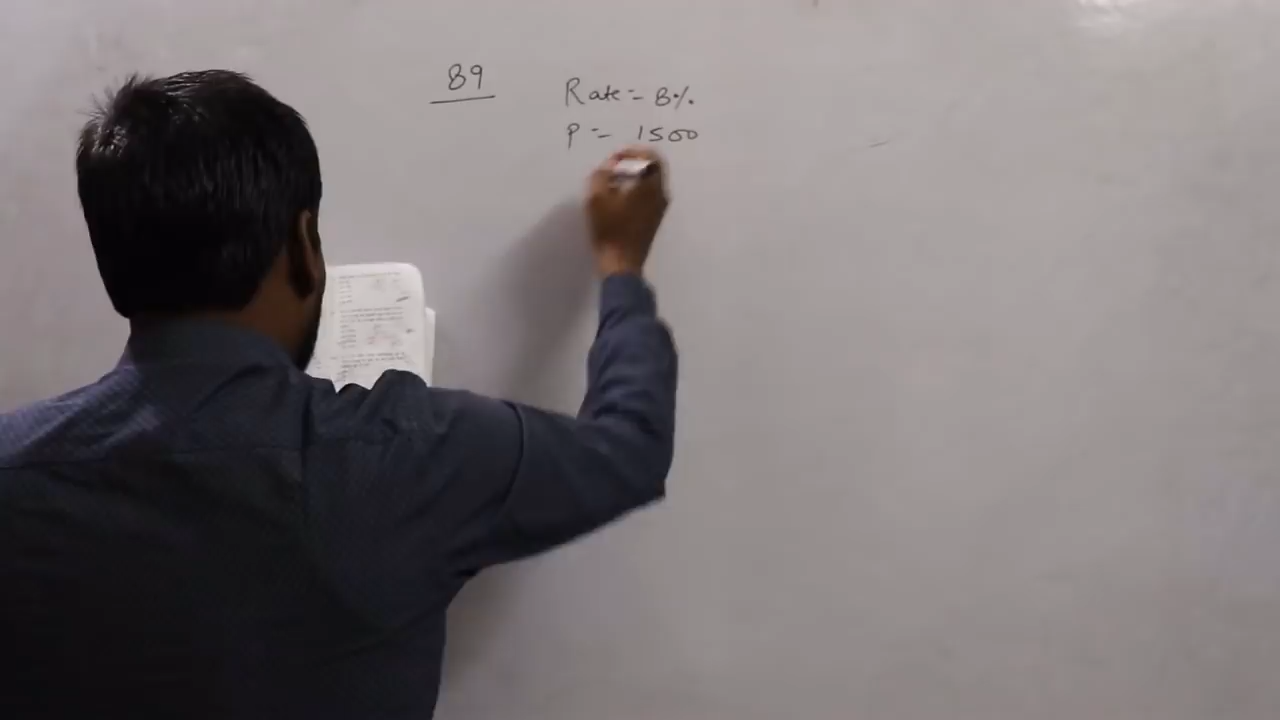 89
Rate = 8%
P = 1500